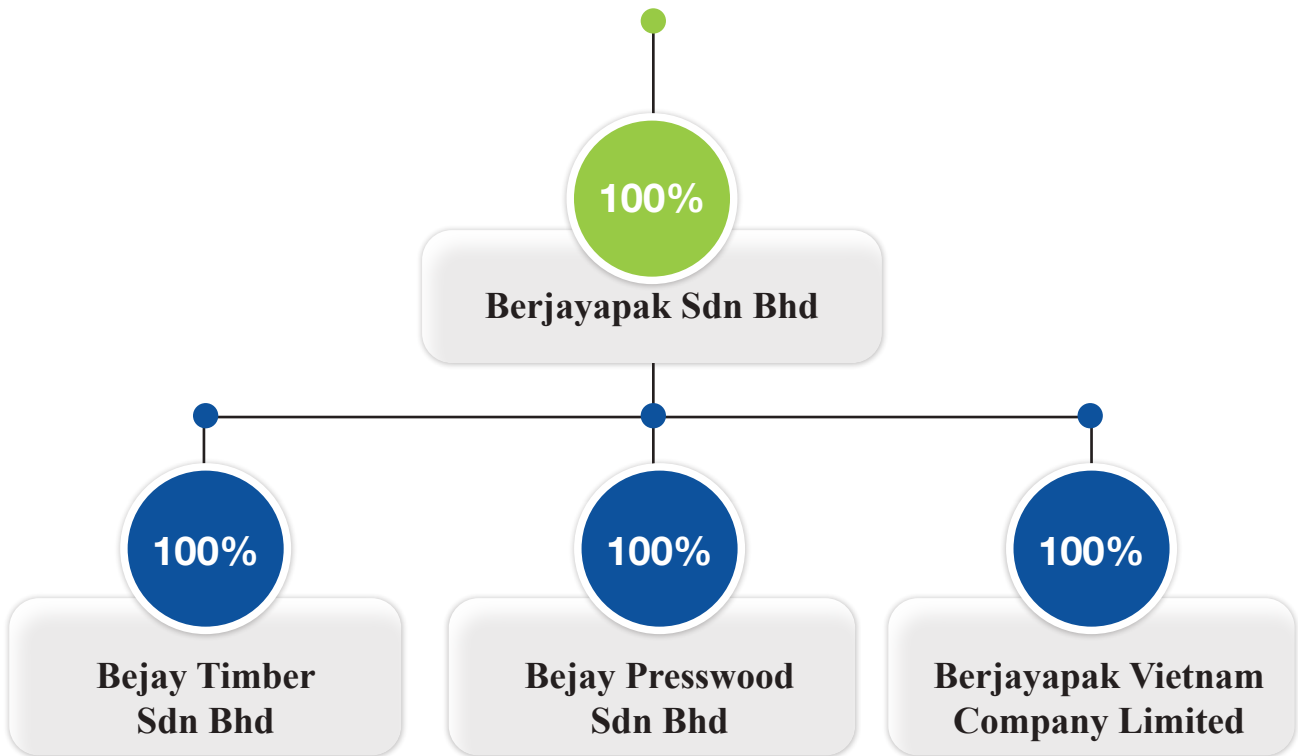 100%
Berjayapak Sdn Bhd
100%
100%
100%
Bejay Timber
Sdn Bhd
Bejay Presswood
Sdn Bhd
Berjayapak Vietnam
Company Limited